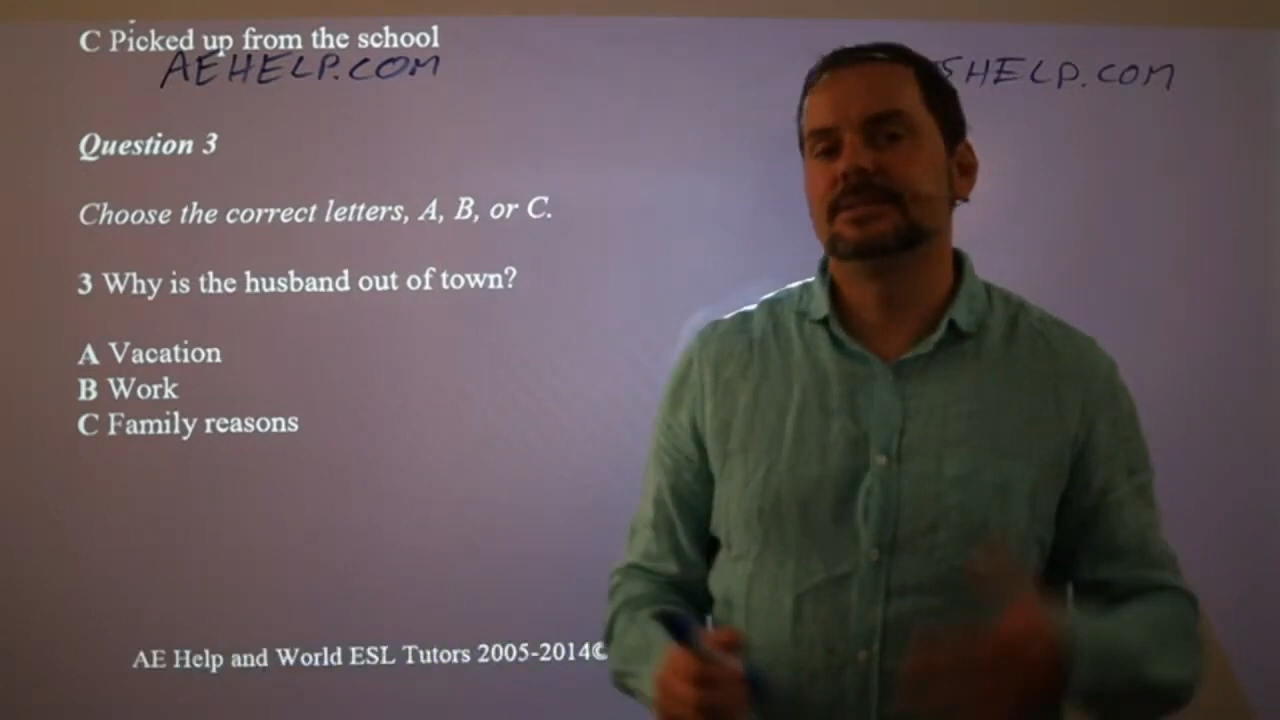 C Picked up from the school
AEHELP.COM
SHELP.COM
Question 3
Choose the correct letters, A, B, or C.
3 Why is the husband out of town?
A Vacation
B Work
C Family reasons
AE Help and World ESL Tutors 2005-2014©